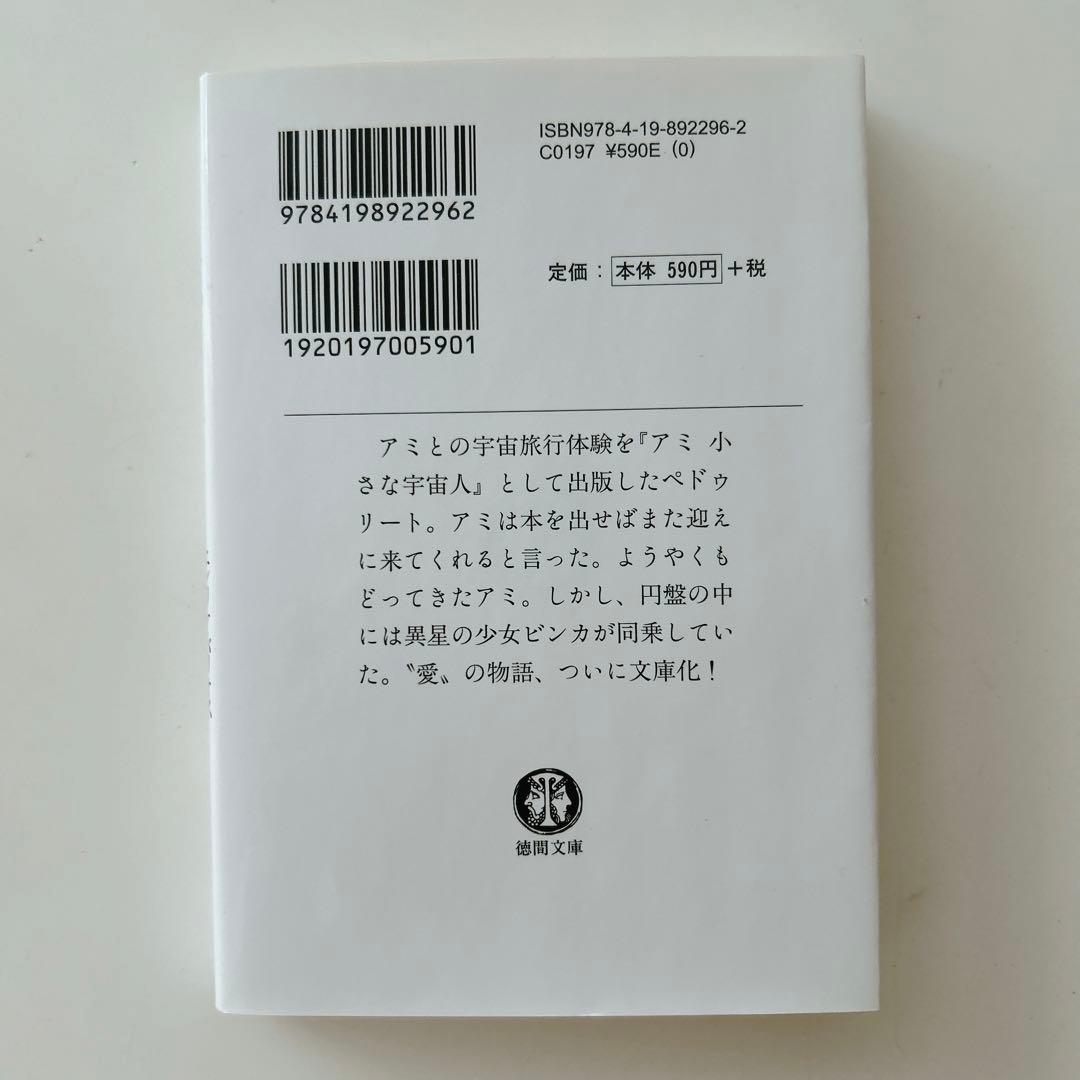 ISBN978-4-19-892296-2
C0197 ¥590E (0)
9784198922962
定価：本体 590円＋税
1920197005901
アミとの宇宙旅行体験を『アミ 小
さな宇宙人』として出版したペドゥ
リート。アミは本を出せばまた迎え
に来てくれると言った。ようやくも
どってきたアミ。しかし、円盤の中
には異星の少女ビンカが同乗してい
た。〝愛〟の物語、ついに文庫化！
徳間文庫